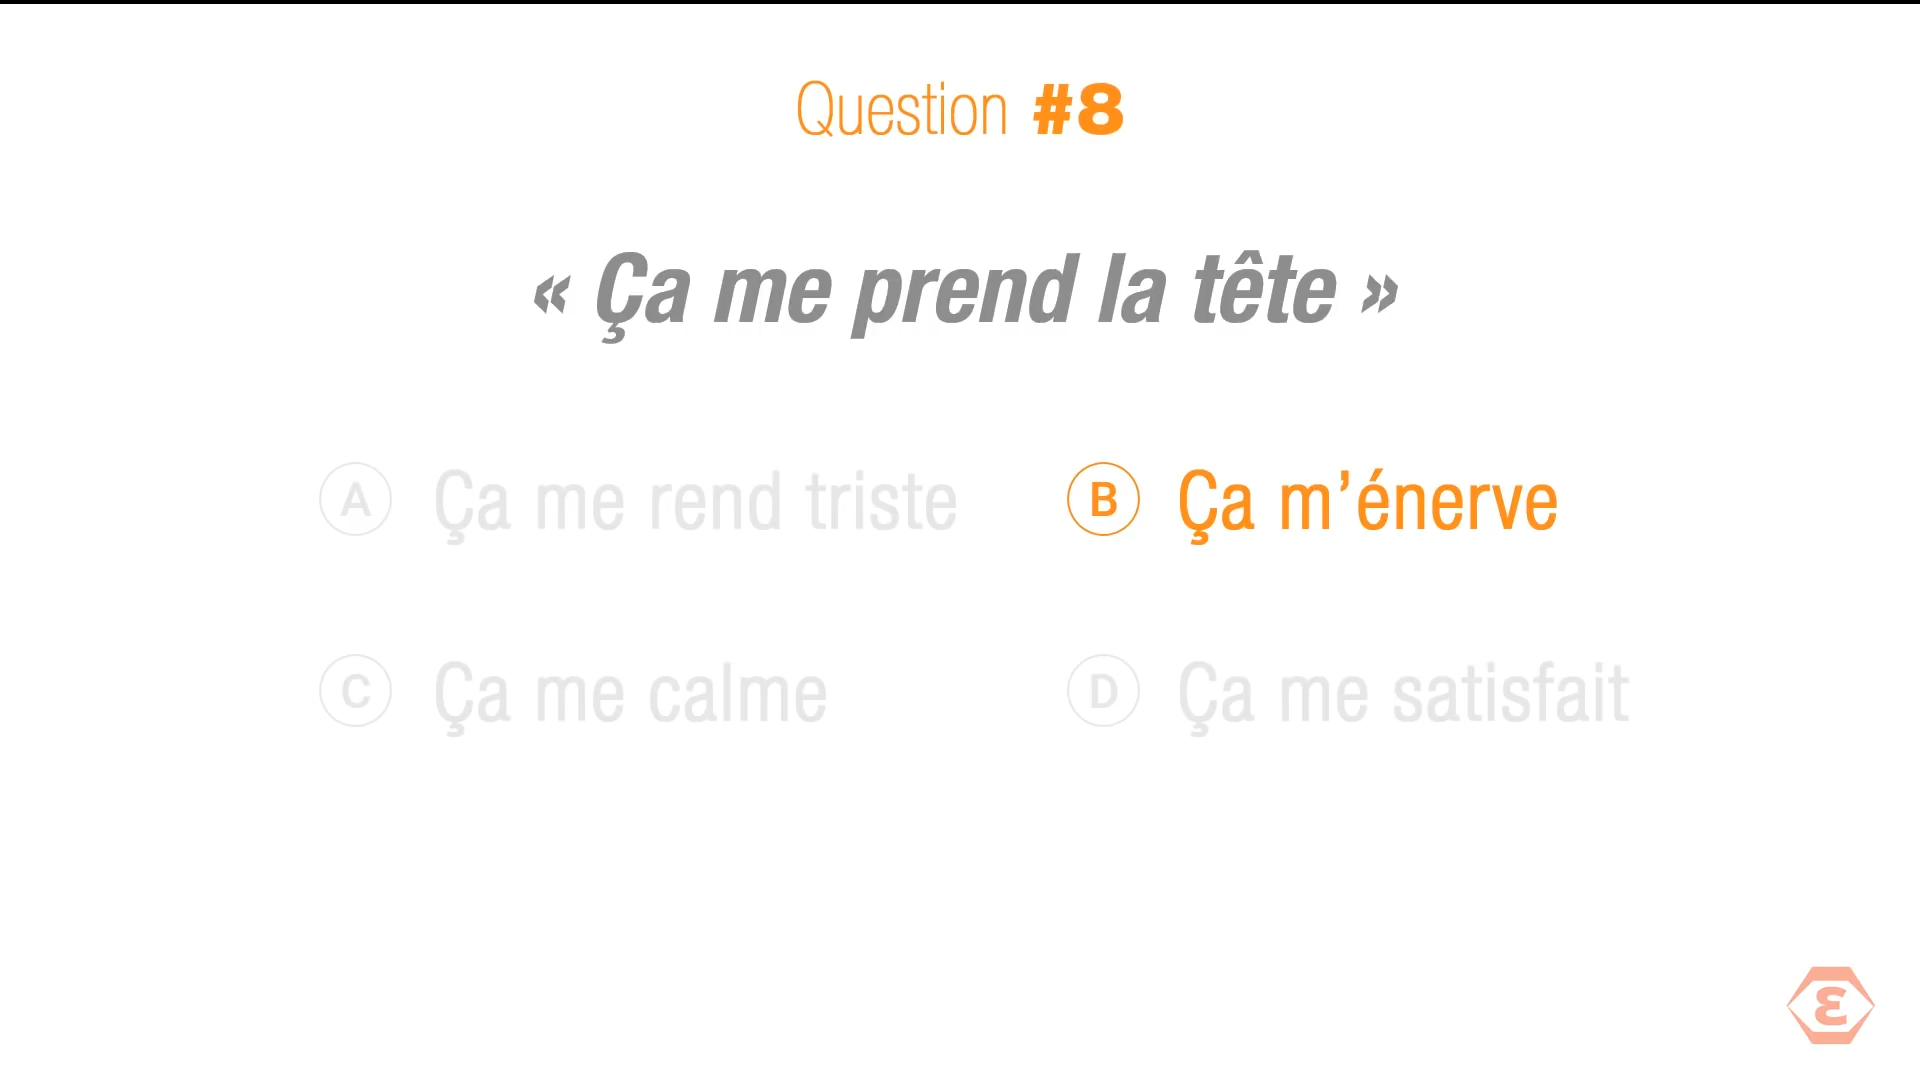 Question #8
« Ça me prend la tête »
A Ça me rend triste
B Ça m’énerve
C Ça me calme
D Ça me satisfait
ε